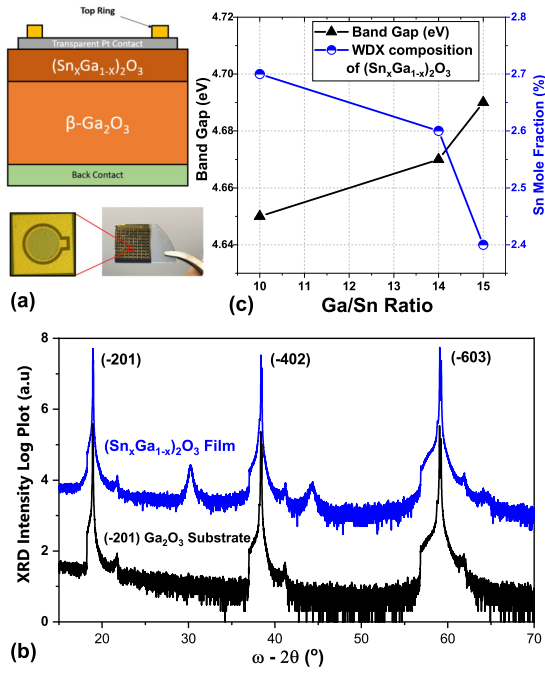 Top Ring
Transparent Pt Contact
(SnₓGa₁₋ₓ)₂O₃
β-Ga₂O₃
Back Contact
(a)
Band Gap (eV)
WDX composition
of (SnₓGa₁₋ₓ)₂O₃
4.72
4.70
4.68
4.66
4.64
Band Gap (eV)
2.8
2.7
2.6
2.5
2.4
Sn Mole Fraction (%)
10 11 12 13 14 15
(c)
Ga/Sn Ratio
8
6
4
2
0
XRD Intensity Log Plot (a.u)
(-201)
(-402)
(-603)
(SnₓGa₁₋ₓ)₂O₃ Film
(-201) Ga₂O₃ Substrate
20 30 40 50 60 70
(b)
ω - 2θ (º)